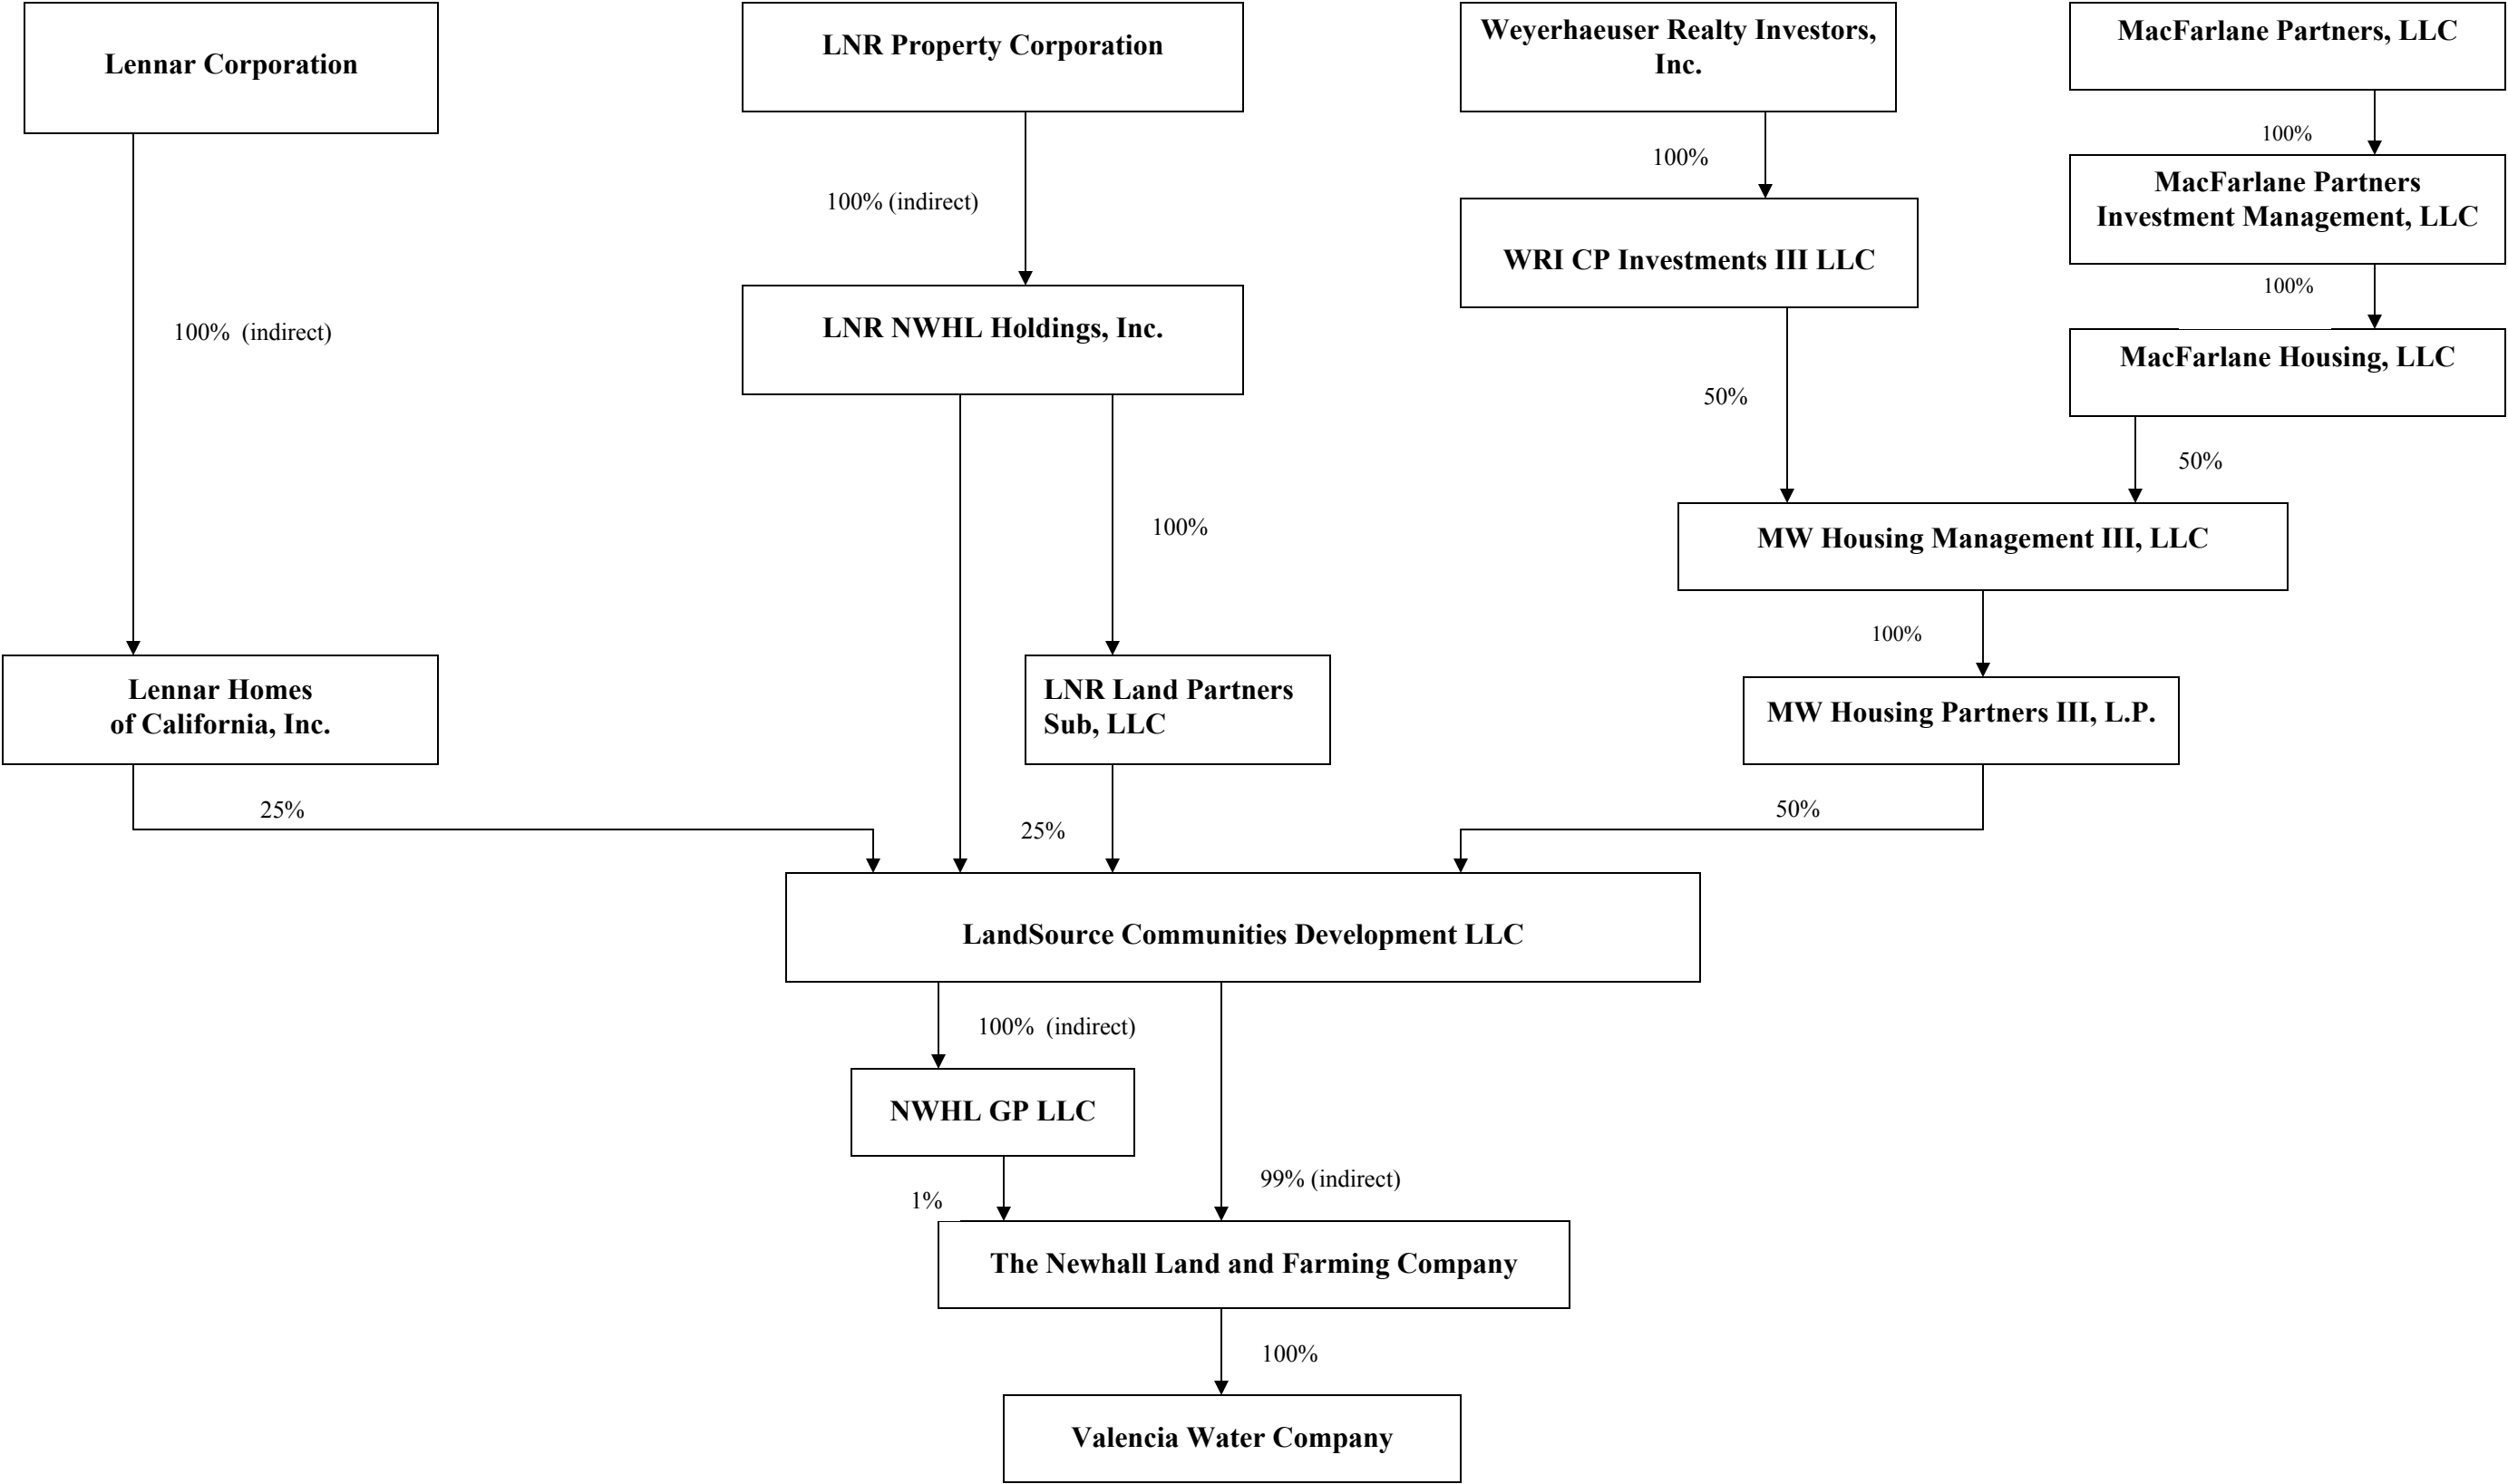 Lennar Corporation
LNR Property Corporation
Weyerhaeuser Realty Investors,
Inc.
MacFarlane Partners, LLC
100%
100%
MacFarlane Partners
Investment Management, LLC
100% (indirect)
WRI CP Investments III LLC
100%
100%  (indirect)
LNR NWHL Holdings, Inc.
MacFarlane Housing, LLC
50%
50%
100%
MW Housing Management III, LLC
100%
Lennar Homes
of California, Inc.
LNR Land Partners
Sub, LLC
MW Housing Partners III, L.P.
25%
25%
50%
LandSource Communities Development LLC
100%  (indirect)
NWHL GP LLC
99% (indirect)
1%
The Newhall Land and Farming Company
100%
Valencia Water Company